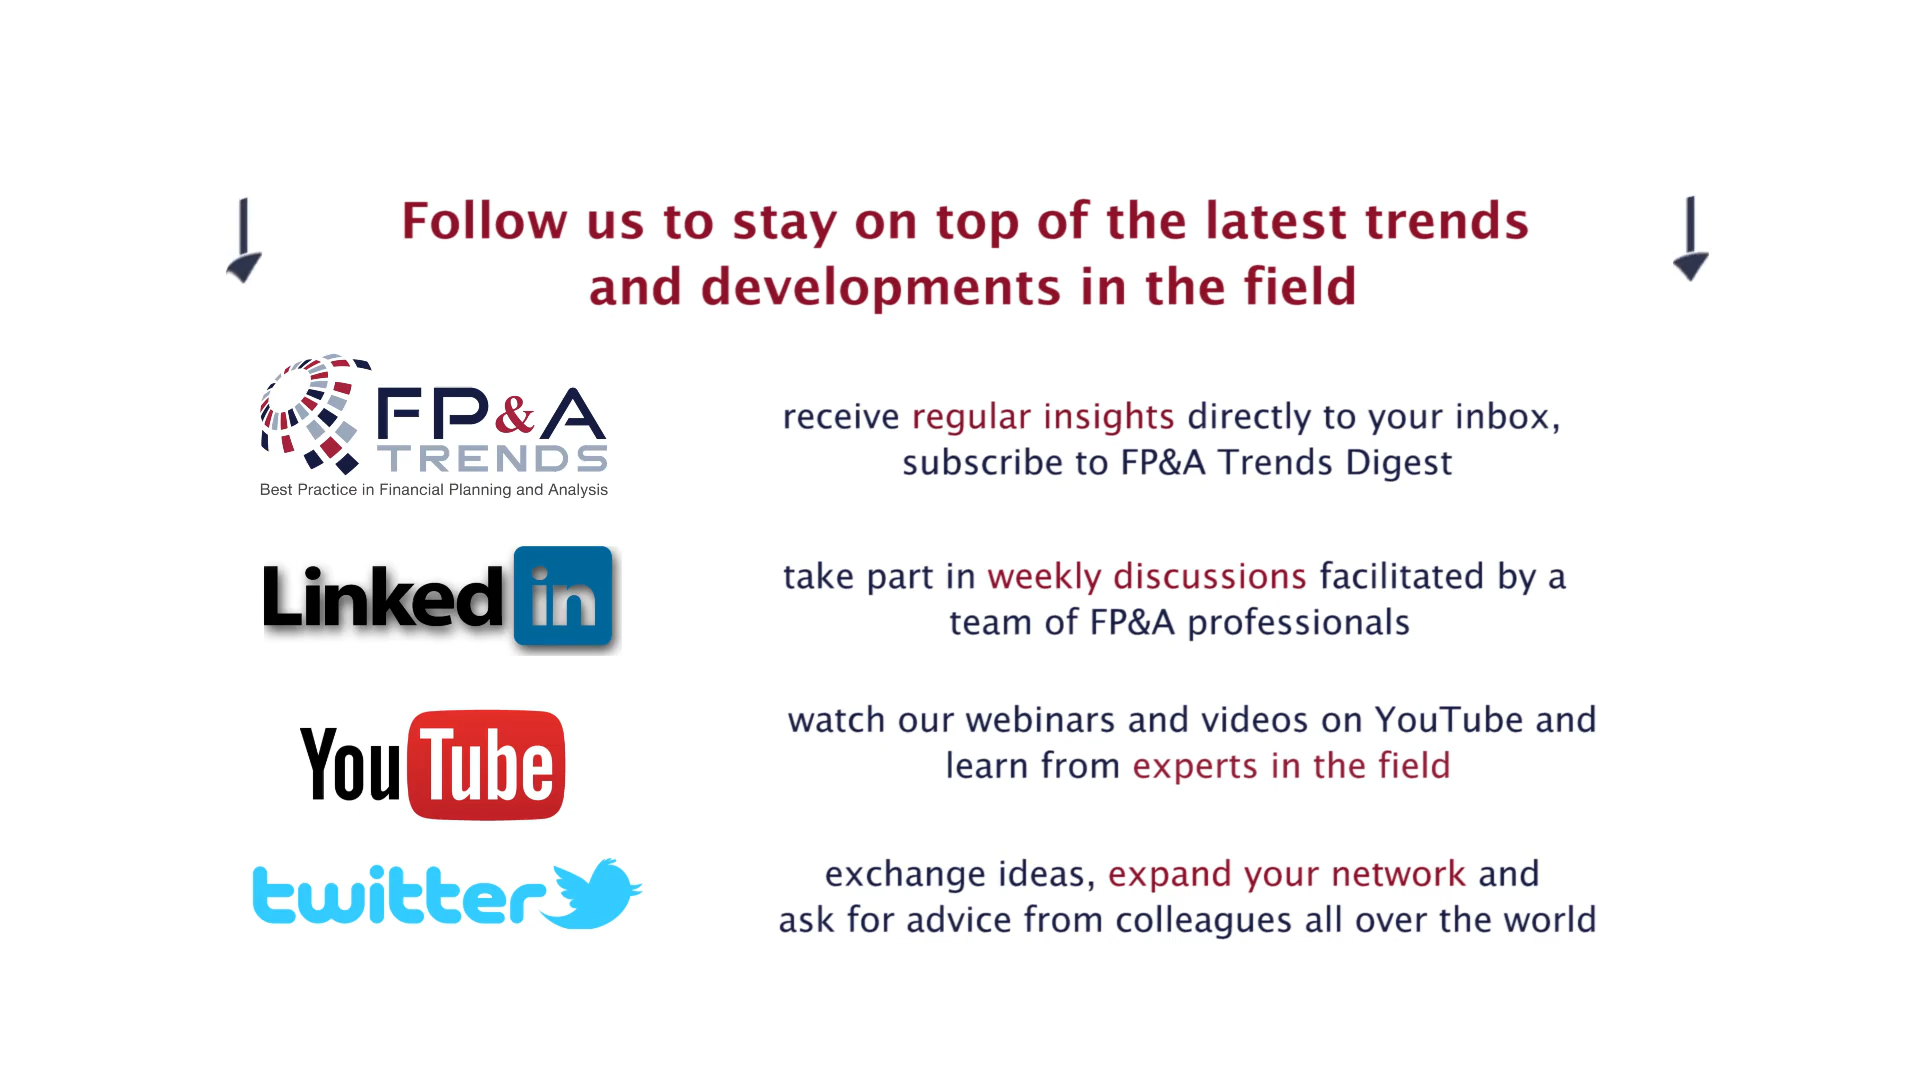 Follow us to stay on top of the latest trends
and developments in the field
FP&A
TRENDS
Best Practice in Financial Planning and Analysis
receive regular insights directly to your inbox,
subscribe to FP&A Trends Digest
Linked in
take part in weekly discussions facilitated by a
team of FP&A professionals
YouTube
watch our webinars and videos on YouTube and
learn from experts in the field
twitter
exchange ideas, expand your network and
ask for advice from colleagues all over the world